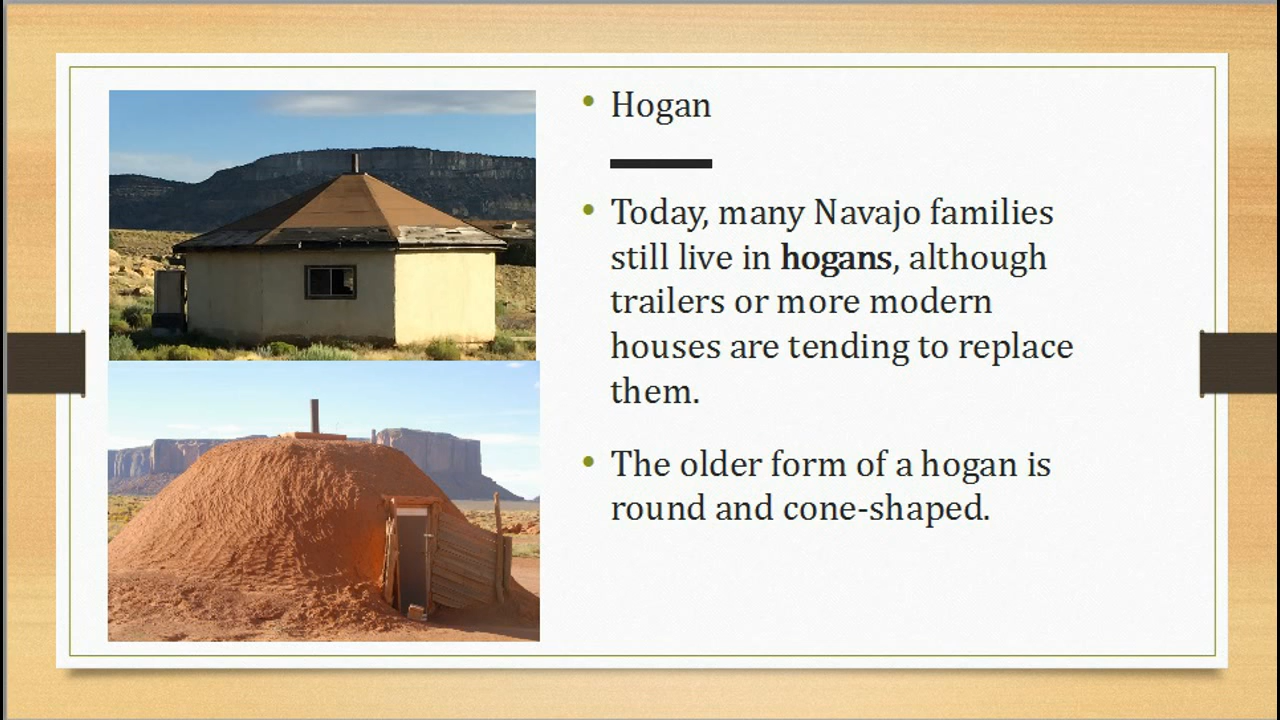 Hogan
Today, many Navajo families
still live in hogans, although
trailers or more modern
houses are tending to replace
them.
The older form of a hogan is
round and cone-shaped.